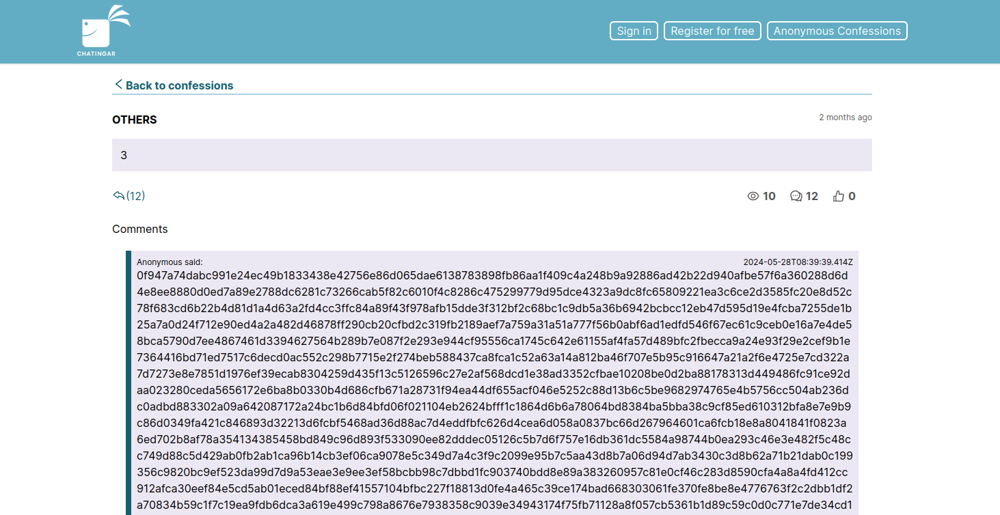 CHATINGAR
Sign in
Register for free
Anonymous Confessions
Back to confessions
OTHERS
2 months ago
3
(12)
10
12
0
Comments
Anonymous said:
2024-05-28T08:39:39.414Z
0f947a74dabc991e24ec49b1833438e42756e86d065dae6138783898fb86aa1f409c4a248b9a92886ad42b22d940afbe57f6a360288d6d
4e8ee8880d0ed7a89e2788dc6281c73266cab5f82c6010f4c8286c475299779d95dce4323a9dc8fc65809221ea3c6ce2d3585fc20e8d52c
78f683cd6b22b4d81d1a4d63a2fd4cc3ffc84a89f43f978afb15dde3f312bf2c68bc1c9db5a36b6942bcbcc12eb47d595d19e4fcba7255de1b
25a7a0d24f712e90ed4a2a482d46878ff290cb20cfbd2c319fb2189aef7a759a31a51a777f56b0abf6ad1edfd546f67ec61c9ceb0e16a7e4de5
8bca5790d7ee4867461d3394627564b289b7e087f2e293e944cf95556ca1745c642e61155af4fa57d489bfc2fbecca9a24e93f29e2cef9b1e
7364416bd71ed7517c6decd0ac552c298b7715e2f274beb588437ca8fca1c52a63a14a812ba46f707e5b95c916647a21a2f6e4725e7cd322a
7d7273e8e7851d1976ef39ecab8304259d435f13c5126596c27e2af568dcd1e38ad3352cfbae10208be0d2ba88178313d449486fc91ce92d
aa023280ceda5656172e6ba8b0330b4d686cfb671a28731f94ea44df655acf046e5252c88d13b6c5be9682974765e4b5756cc504ab236d
c0adbd883302a09a642087172a24bc1b6d84bfd06f021104eb2624bfff1c1864d6b6a78064bd8384ba5bba38c9cf85ed610312bfa8e7e9b9
c86d0349fa421c846893d32213d6fcbf5468ad36d88ac7d4eddfbfc626d4cea6d058a0837bc66d267964601ca6fcb18e8a8041841f0823a
6ed702b8af78a354134385458bd849c96d893f533090ee82dddec05126c5b7d6f757e16db361dc5584a98744b0ea293c46e3e482f5c48c
c749d88c5d429ab0fb2ab1ca96b14cb3ef06ca9078e5c349d7a4c3f9c2099e95b7c5aa43d8b7a06d94d7ab3430c3d8b62a71b21dab0c199
356c9820bc9ef523da99d7d9a53eae3e9ee3ef58bcbb98c7dbbd1fc903740bdd8e89a383260957c81e0cf46c283d8590cfa4a8a4fd412cc
912afca30eef84e5cd5ab01eced84bf88ef41557104bfbc227f18813d0fe4a465c39ce174bad668303061fe370fe8be8e4776763f2c2dbb1df2
a70834b59c1f7c19ea9fdb6dca3a619e499c798a8676e7938358c9039e34943174f75fb71128a8f057cb5361b1d89c59c0d0c771e7de34cd1